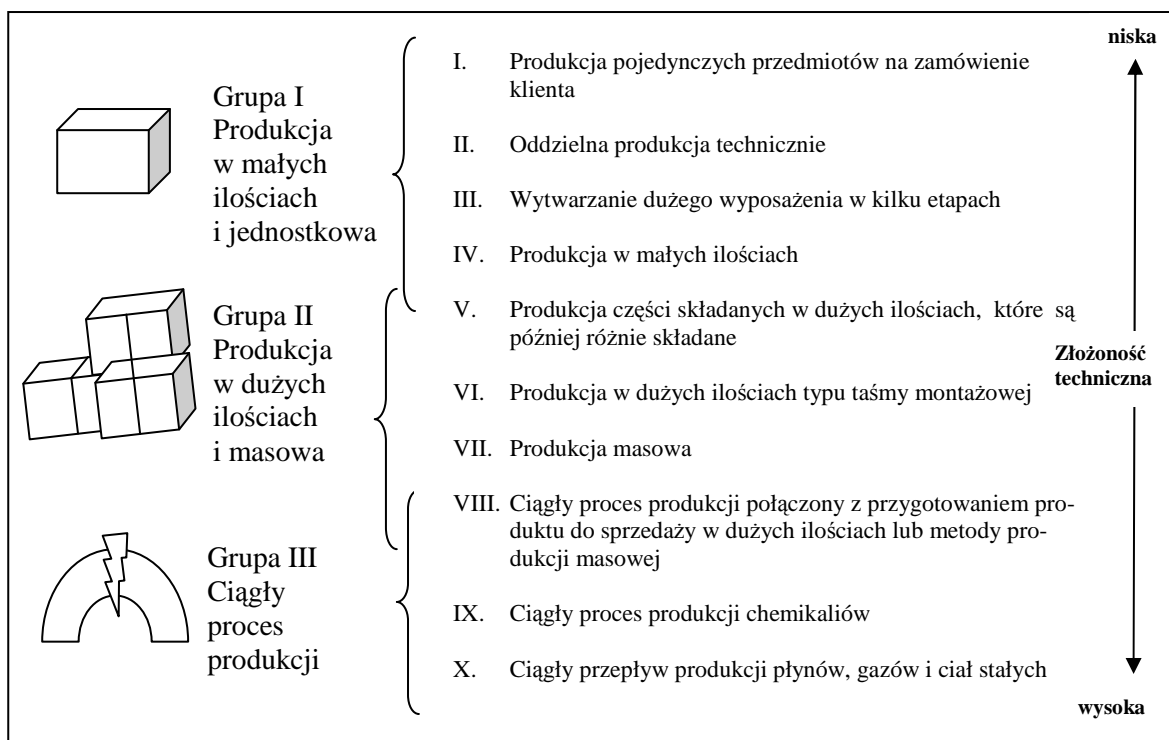 niska
Grupa I
Produkcja
w małych
ilościach
i jednostkowa
I. Produkcja pojedynczych przedmiotów na zamówienie
klienta
II. Oddzielna produkcja technicznie
III. Wytwarzanie dużego wyposażenia w kilku etapach
IV. Produkcja w małych ilościach
Grupa II
Produkcja
w dużych
ilościach
i masowa
V. Produkcja części składanych w dużych ilościach, które są
później różnie składane
VI. Produkcja w dużych ilościach typu taśmy montażowej
VII. Produkcja masowa
Złożoność
techniczna
Grupa III
Ciągły
proces
produkcji
VIII. Ciągły proces produkcji połączony z przygotowaniem pro-
duktu do sprzedaży w dużych ilościach lub metody pro-
dukcji masowej
IX. Ciągły proces produkcji chemikaliów
X. Ciągły przepływ produkcji płynów, gazów i ciał stałych
wysoka